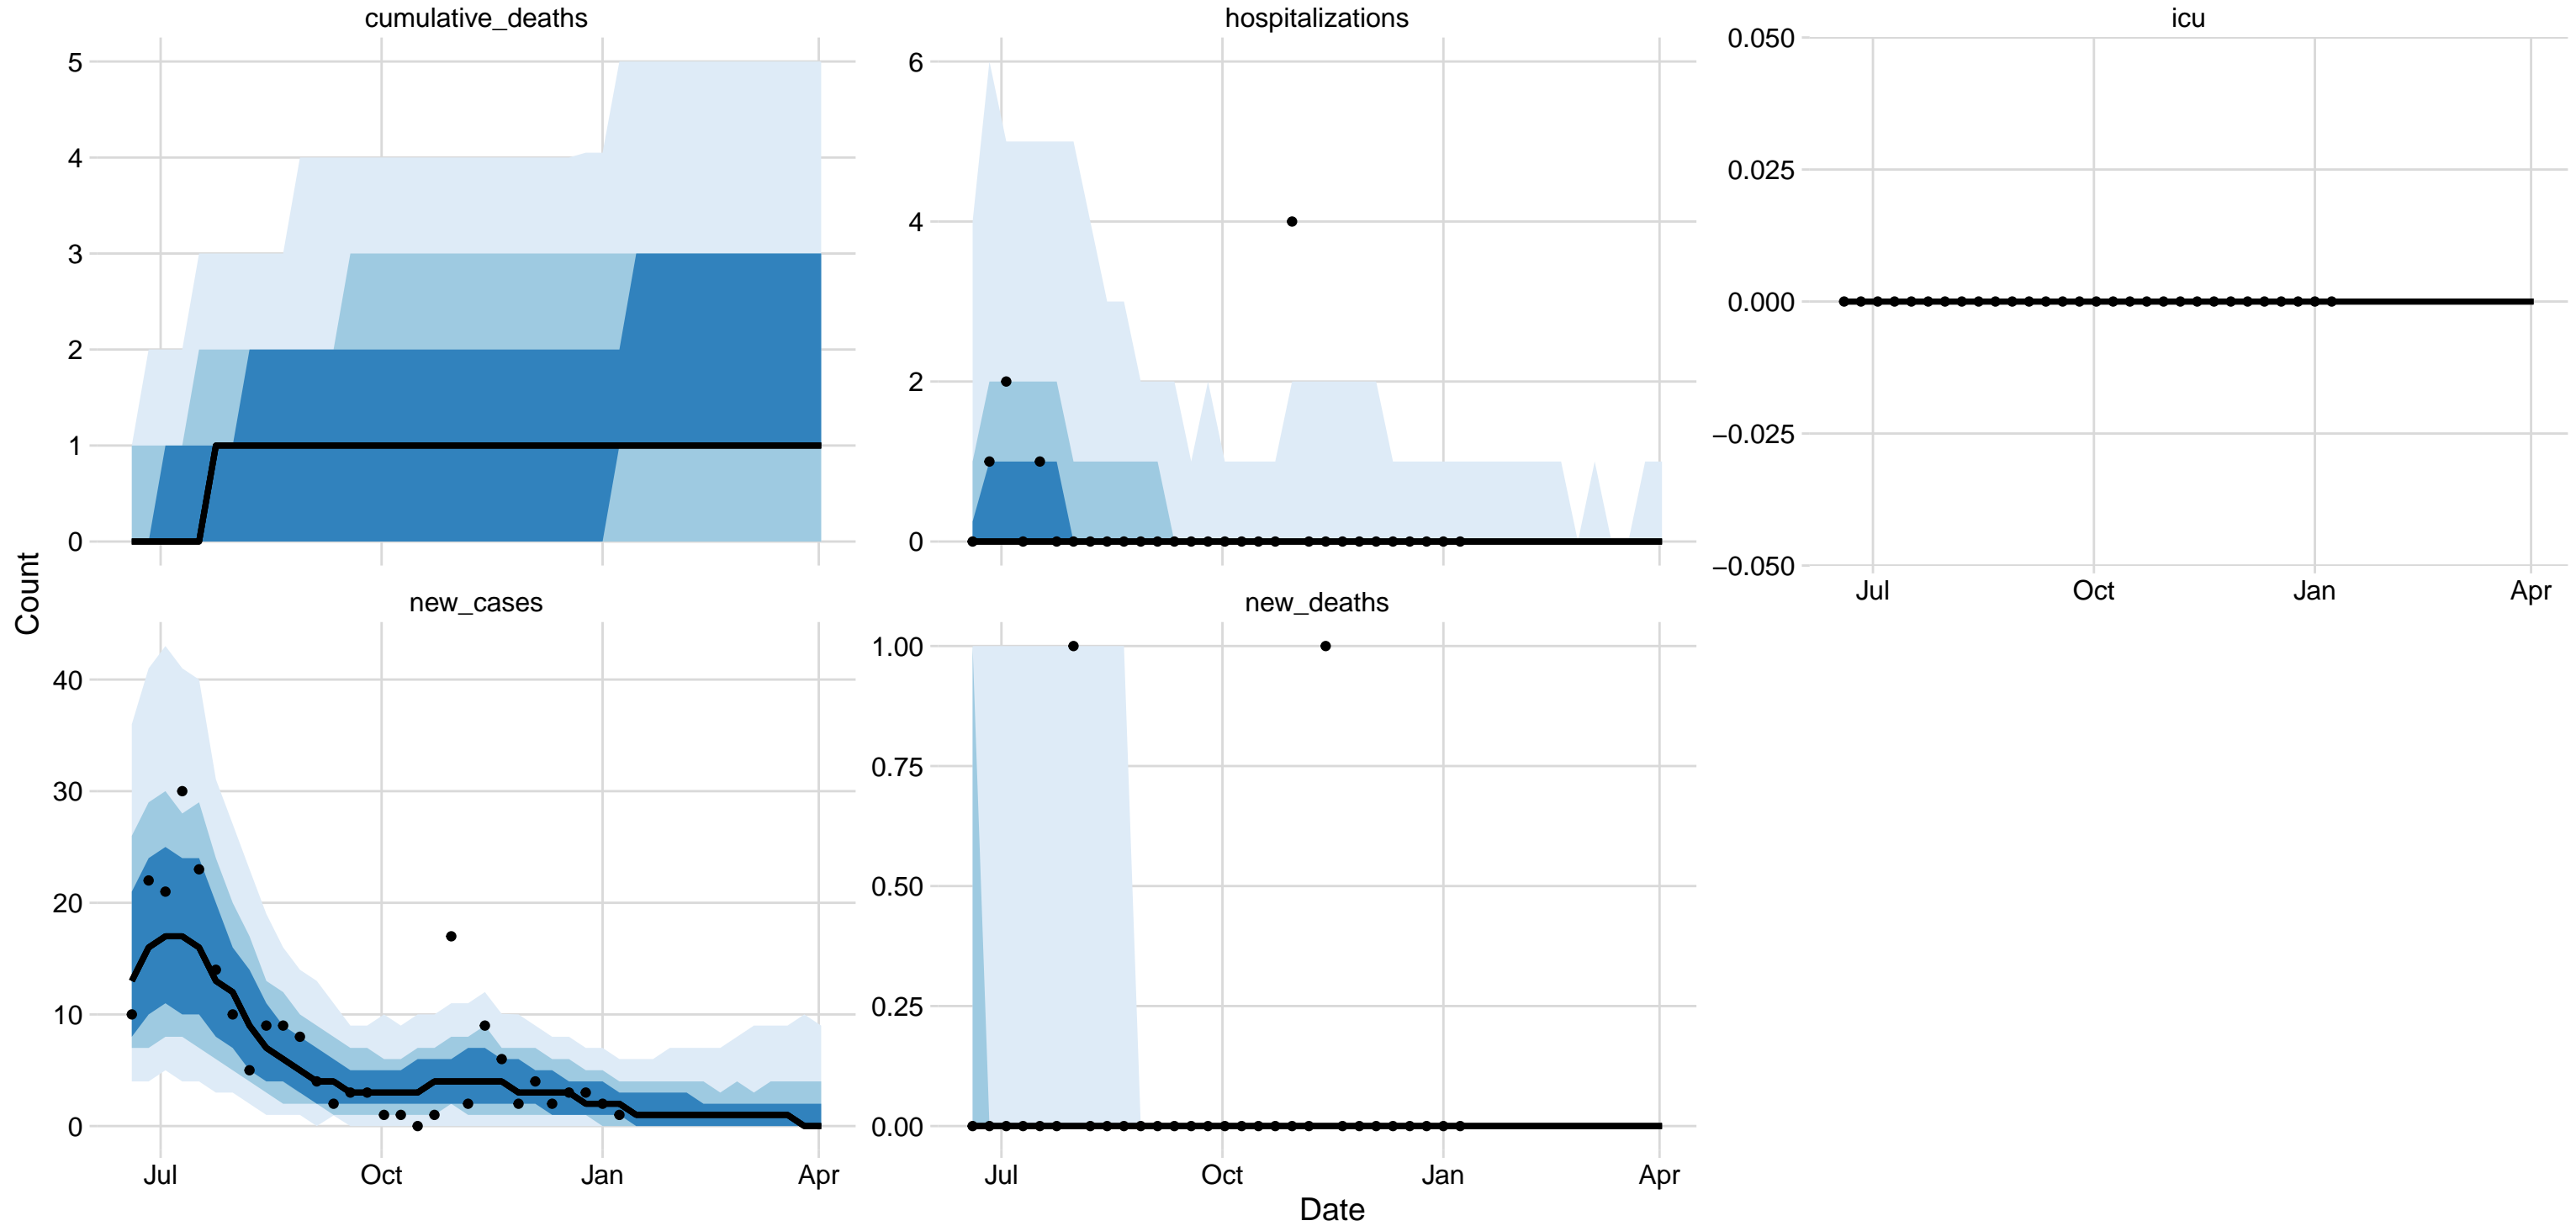 cumulative_deaths
hospitalizations
icu
5
4
3
2
1
0
6
4
2
0
0.050
0.025
0.000
−0.025
−0.050
Jul
Oct
Jan
Apr
Count
new_cases
new_deaths
40
30
20
10
0
1.00
0.75
0.50
0.25
0.00
Jul
Oct
Jan
Apr
Jul
Oct
Jan
Apr
Date